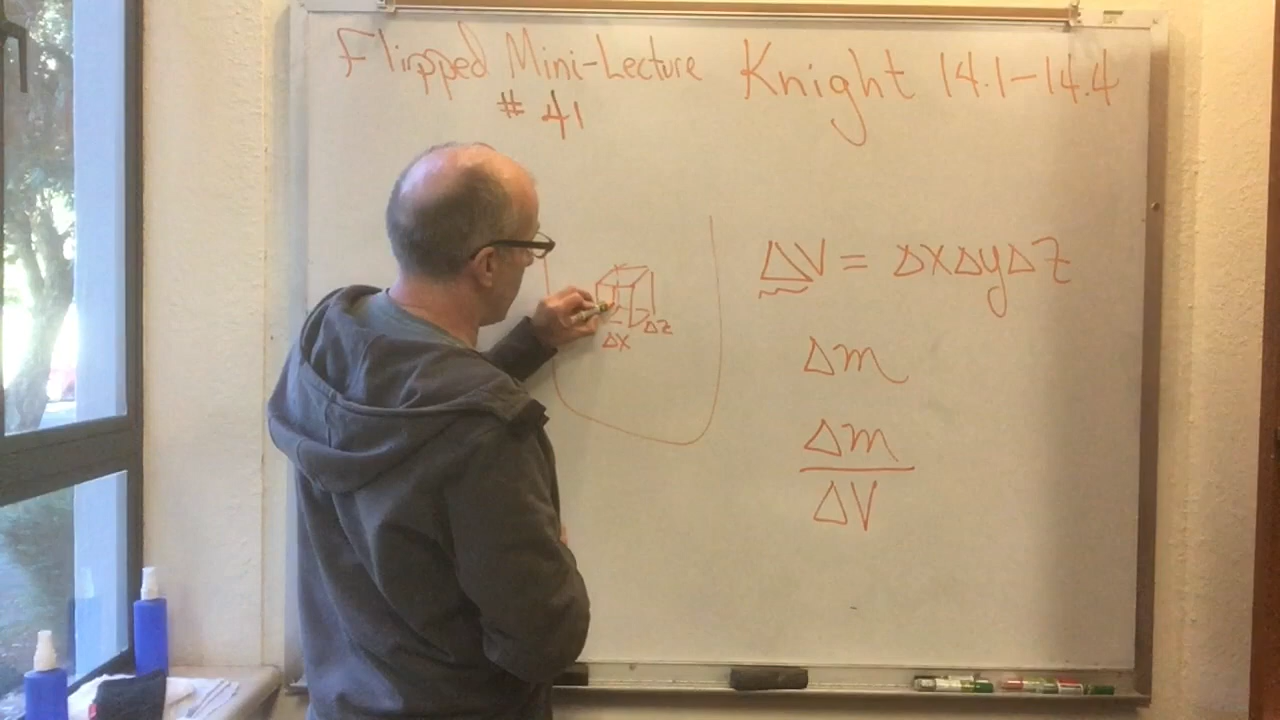 Flipped Mini-Lecture Knight 14.1-14.4
# 41
ΔV = ΔxΔyΔz
Δx Δz
Δm
Δm
ΔV